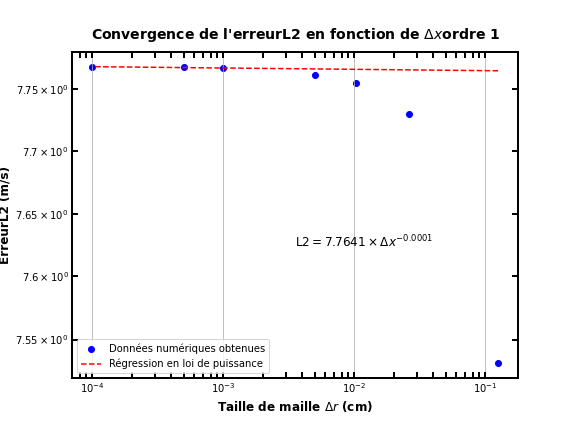 Convergence de l'erreurL2 en fonction de Δxordre 1
ErreurL2 (m/s)
7.75 × 10⁰
7.7 × 10⁰
7.65 × 10⁰
7.6 × 10⁰
7.55 × 10⁰
L2 = 7.7641 × Δx⁻⁰·⁰⁰⁰¹
Données numériques obtenues
Régression en loi de puissance
10⁻⁴
10⁻³
10⁻²
10⁻¹
Taille de maille Δr (cm)